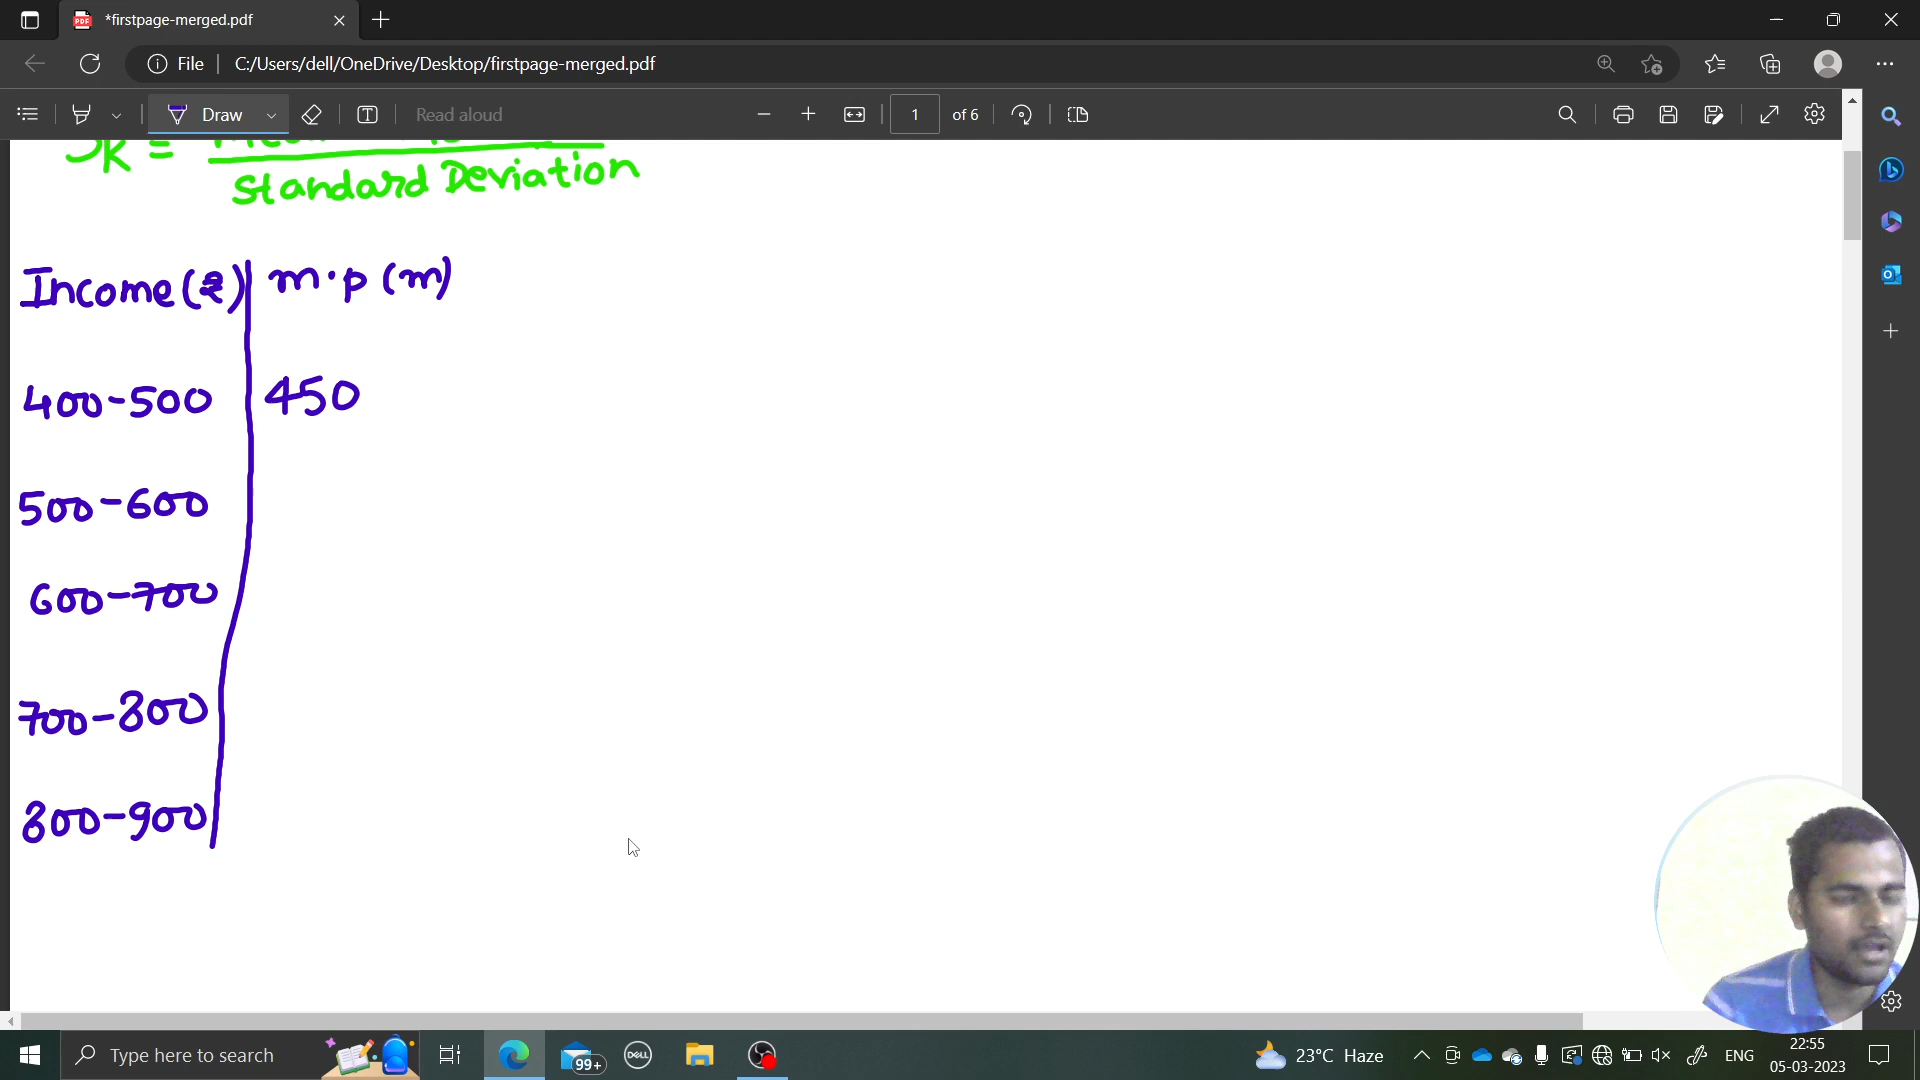 *firstpage-merged.pdf
File
C:/Users/dell/OneDrive/Desktop/firstpage-merged.pdf
Draw
Read aloud
1
of 6
SK =
Standard Deviation
Income (₹)
m.p (m)
400-500
450
500-600
600-700
700-800
800-900
Type here to search
99+
DELL
23°C Haze
ENG
22:55
05-03-2023